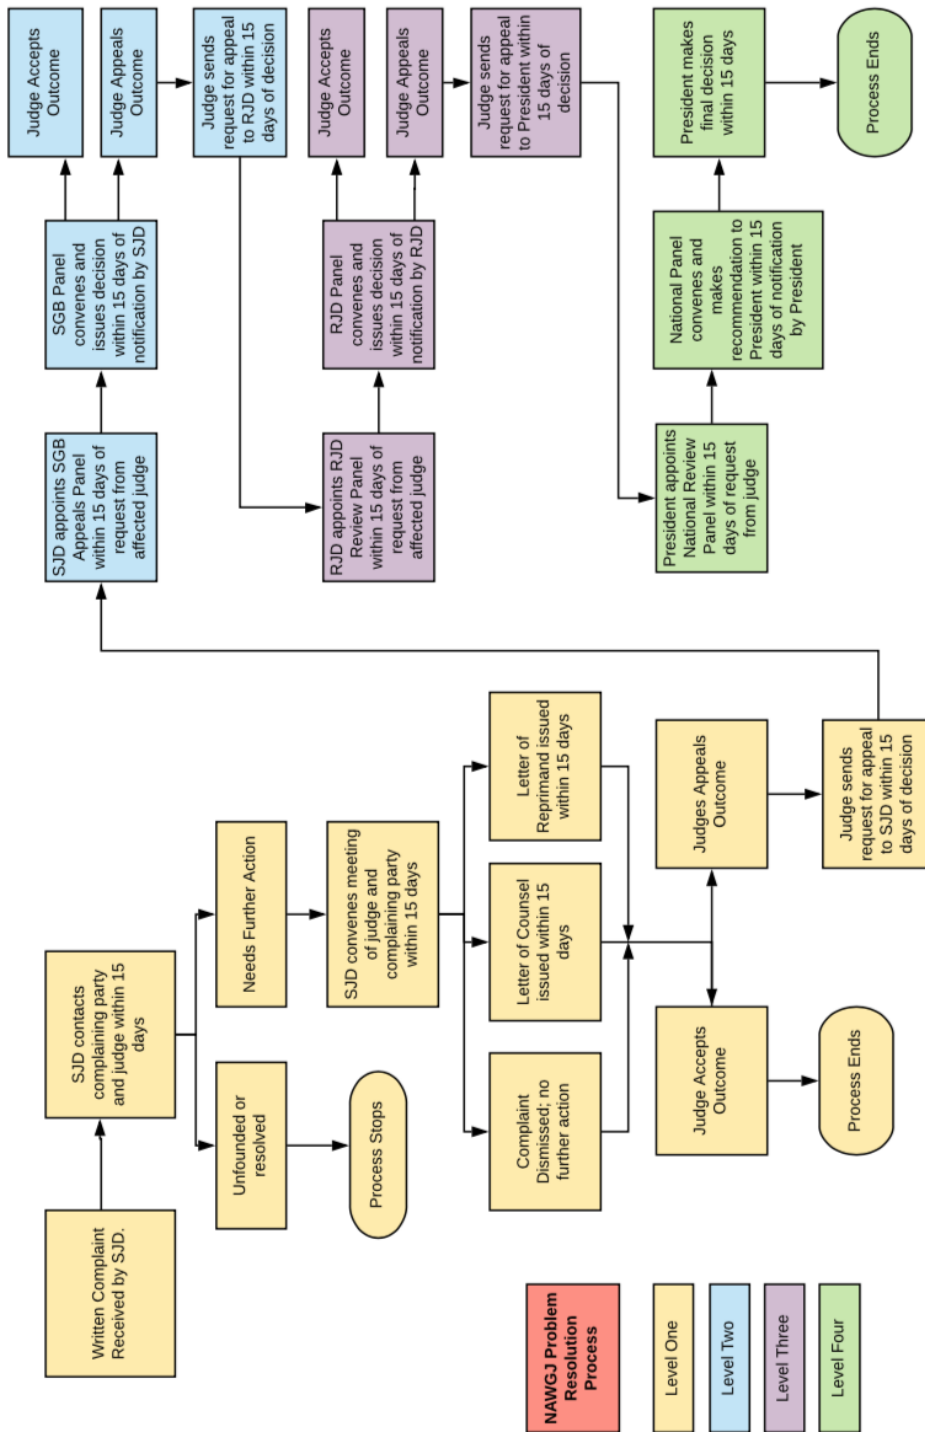 Written Complaint
Received by SJD.
SJD contacts
complaining party
and judge within 15
days
Unfounded or
resolved
Process Stops
Needs Further Action
SJD convenes meeting
of judge and
complaining party
within 15 days
Complaint
Dismissed; no
further action
Letter of Counsel
issued within 15
days
Letter of
Reprimand issued
within 15 days
Judge Accepts
Outcome
Process Ends
Judges Appeals
Outcome
Judge sends
request for appeal
to SJD within 15
days of decision
SJD appoints SGB
Appeals Panel
within 15 days of
request from
affected judge
SGB Panel
convenes and
issues decision
within 15 days of
notification by SJD
Judge Accepts
Outcome
Judge Appeals
Outcome
Judge sends
request for appeal
to RJD within 15
days of decision
RJD appoints RJD
Review Panel
within 15 days of
request from
affected judge
RJD Panel
convenes and
issues decision
within 15 days of
notification by RJD
Judge Accepts
Outcome
Judge Appeals
Outcome
Judge sends
request for appeal
to President within
15 days of
decision
President appoints
National Review
Panel within 15
days of request
from judge
National Panel
convenes and
makes
recommendation to
President within 15
days of notification
by President
President makes
final decision
within 15 days
Process Ends
NAWGJ Problem
Resolution
Process
Level One
Level Two
Level Three
Level Four